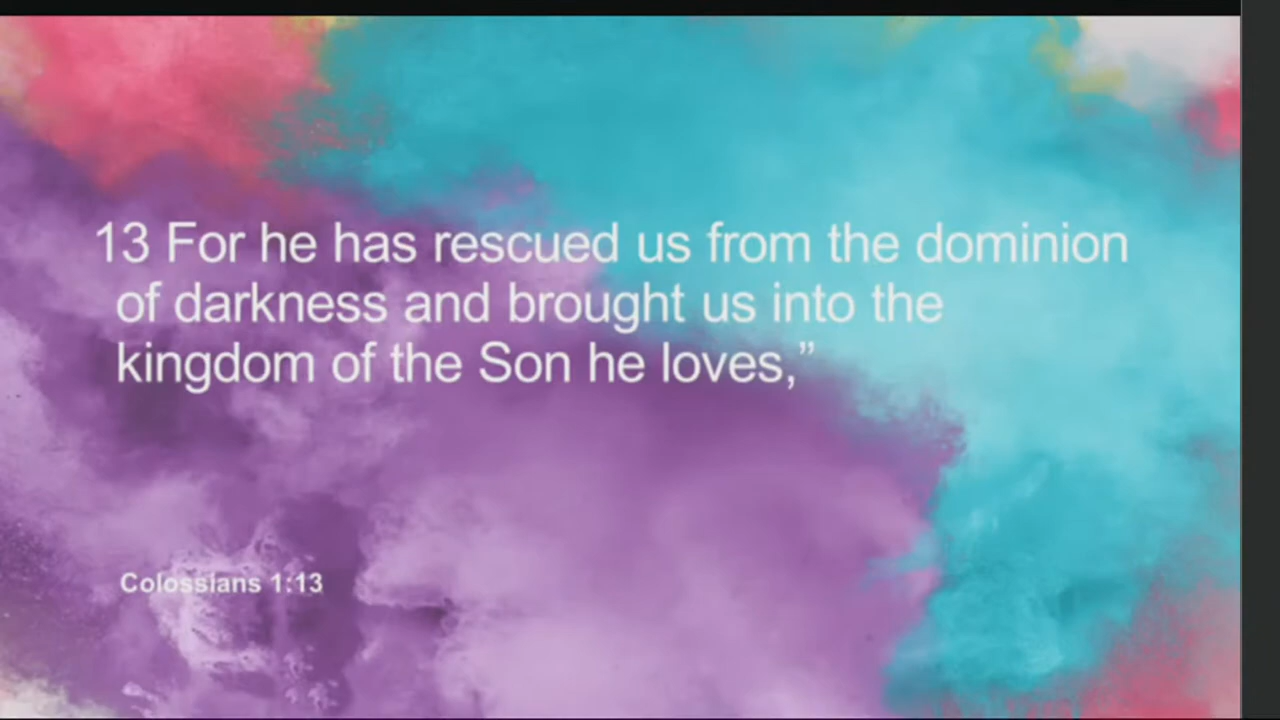 13 For he has rescued us from the dominion
of darkness and brought us into the
kingdom of the Son he loves,”
Colossians 1:13